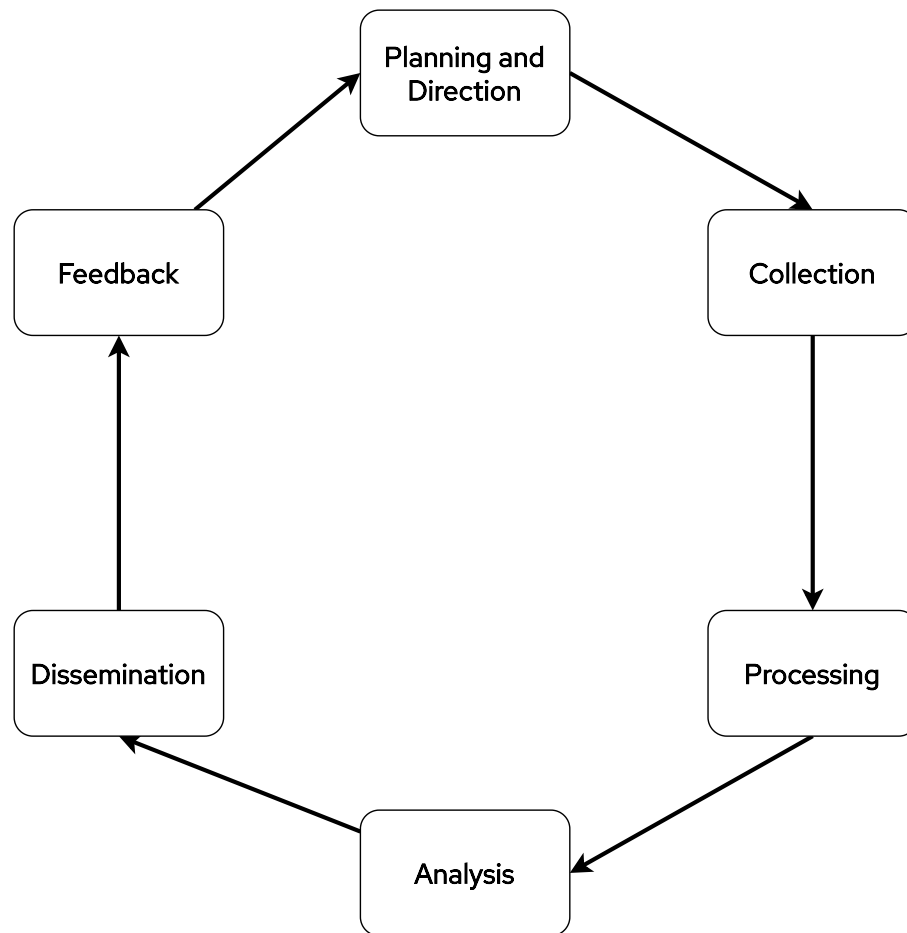 Planning and
Direction
Feedback
Collection
Dissemination
Processing
Analysis